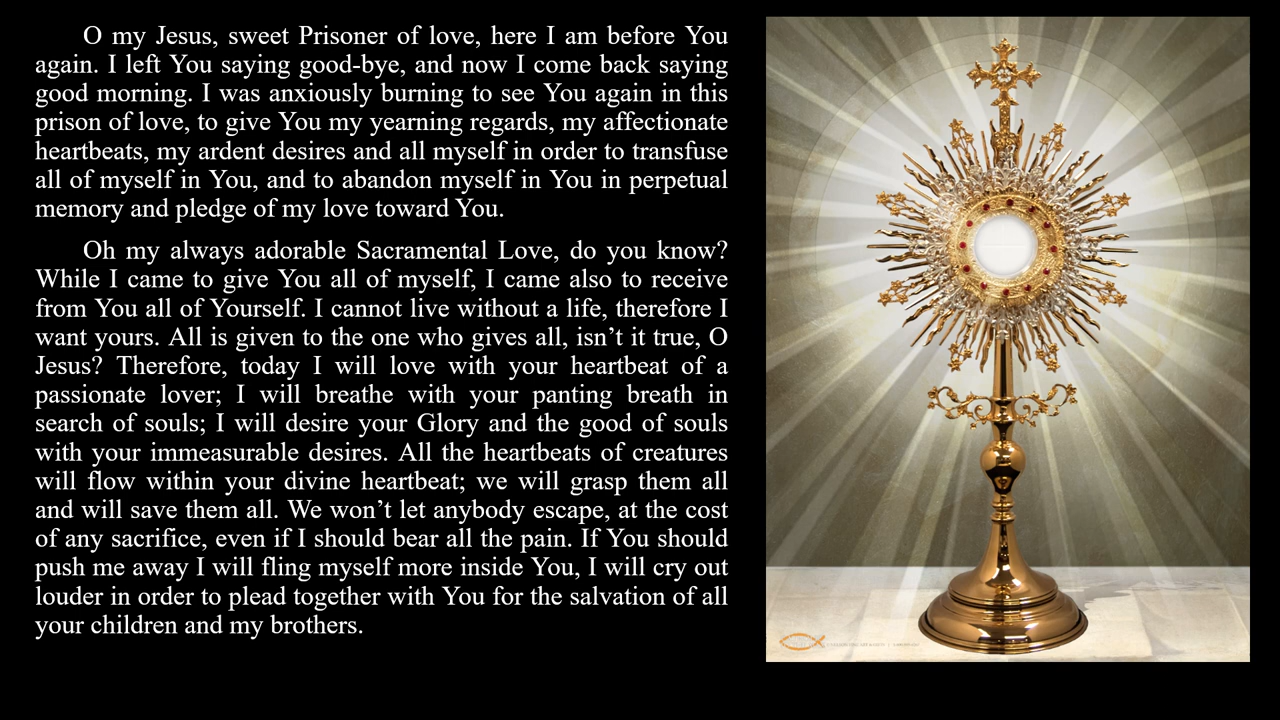 O my Jesus, sweet Prisoner of love, here I am before You
again. I left You saying good-bye, and now I come back saying
good morning. I was anxiously burning to see You again in this
prison of love, to give You my yearning regards, my affectionate
heartbeats, my ardent desires and all myself in order to transfuse
all of myself in You, and to abandon myself in You in perpetual
memory and pledge of my love toward You.
Oh my always adorable Sacramental Love, do you know?
While I came to give You all of myself, I came also to receive
from You all of Yourself. I cannot live without a life, therefore I
want yours. All is given to the one who gives all, isn’t it true, O
Jesus? Therefore, today I will love with your heartbeat of a
passionate lover; I will breathe with your panting breath in
search of souls; I will desire your Glory and the good of souls
with your immeasurable desires. All the heartbeats of creatures
will flow within your divine heartbeat; we will grasp them all
and will save them all. We won’t let anybody escape, at the cost
of any sacrifice, even if I should bear all the pain. If You should
push me away I will fling myself more inside You, I will cry out
louder in order to plead together with You for the salvation of all
your children and my brothers.